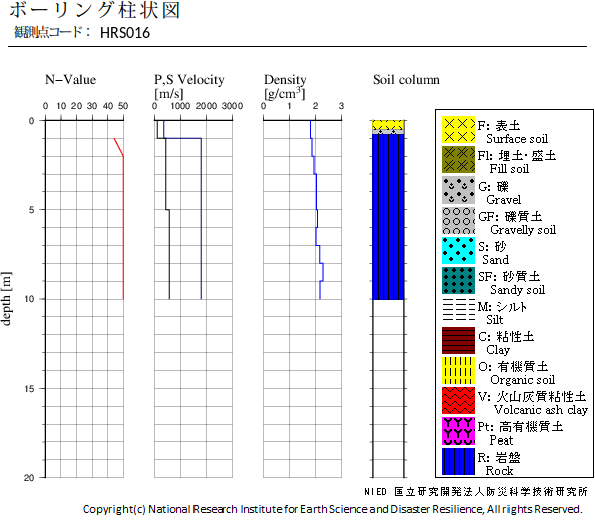 ボーリング柱状図
観測点コード： HRS016
N−Value P,S Velocity Density Soil column
[m/s] [g/cm³]
0 10 20 30 40 50 0 1000 2000 3000 0 1 2 3
0
5
10
15
20
depth [m]
F: 表土
Surface soil
Fl: 埋土・盛土
Fill soil
G: 礫
Gravel
GF: 礫質土
Gravelly soil
S: 砂
Sand
SF: 砂質土
Sandy soil
M: シルト
Silt
C: 粘性土
Clay
O: 有機質土
Organic soil
V: 火山灰質粘性土
Volcanic ash clay
Pt: 高有機質土
Peat
R: 岩盤
Rock
NIED 国立研究開発法人防災科学技術研究所
Copyright(c) National Research Institute for Earth Science and Disaster Resilience, All rights Reserved.